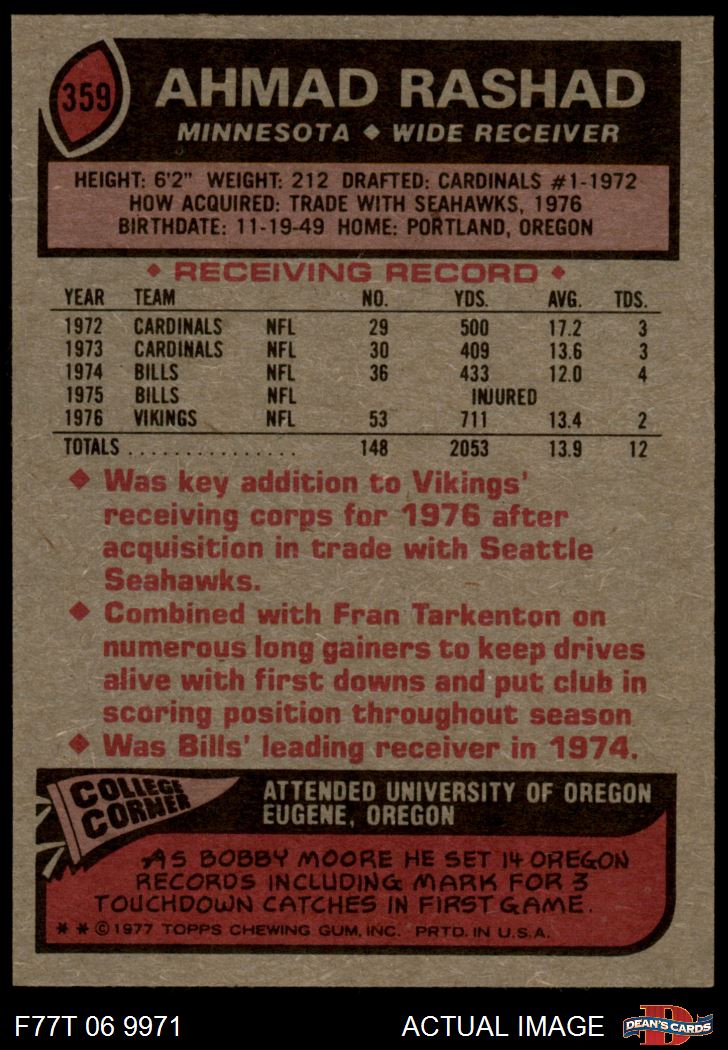 359
AHMAD RASHAD
MINNESOTA ◆ WIDE RECEIVER
HEIGHT: 6'2" WEIGHT: 212 DRAFTED: CARDINALS #1-1972
HOW ACQUIRED: TRADE WITH SEAHAWKS, 1976
BIRTHDATE: 11-19-49 HOME: PORTLAND, OREGON
◆ RECEIVING RECORD ◆
YEAR TEAM NO. YDS. AVG. TDS.
1972 CARDINALS NFL 29 500 17.2 3
1973 CARDINALS NFL 30 409 13.6 3
1974 BILLS NFL 36 433 12.0 4
1975 BILLS NFL INJURED
1976 VIKINGS NFL 53 711 13.4 2
TOTALS . . . . . . . . . . . . . . . 148 2053 13.9 12
◆ Was key addition to Vikings'
receiving corps for 1976 after
acquisition in trade with Seattle
Seahawks.
◆ Combined with Fran Tarkenton on
numerous long gainers to keep drives
alive with first downs and put club in
scoring position throughout season
◆ Was Bills' leading receiver in 1974.
COLLEGE
CORNER
ATTENDED UNIVERSITY OF OREGON
EUGENE, OREGON
AS BOBBY MOORE HE SET 14 OREGON
RECORDS INCLUDING MARK FOR 3
TOUCHDOWN CATCHES IN FIRST GAME.
* * © 1977 TOPPS CHEWING GUM, INC. PRTD. IN U.S.A.
F77T 06 9971 ACTUAL IMAGE
D
DEAN'S CARDS